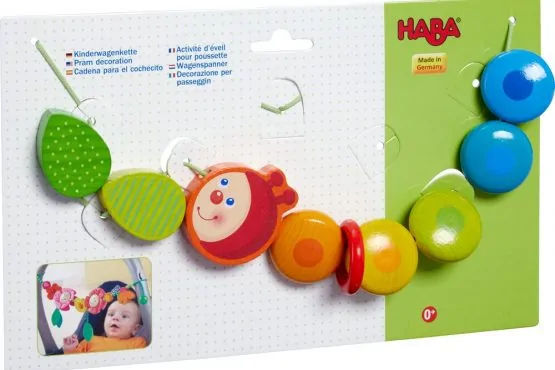 HABA®
Made in
Germany
Kinderwagenkette
Pram decoration
Cadena para el cochecito
Activité d'éveil
pour poussette
Wagenspanner
Decorazione per
passeggin
0+